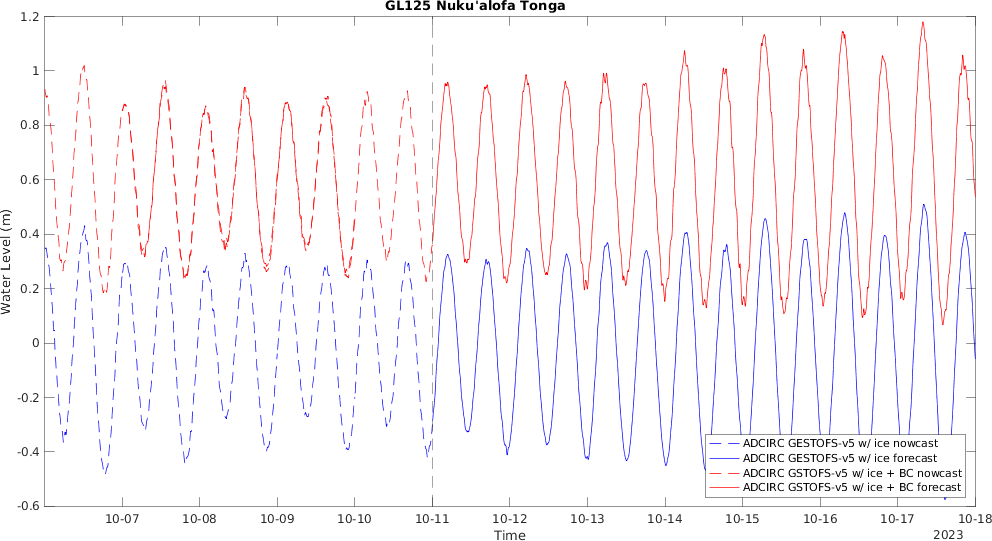 GL125 Nuku'alofa Tonga
Water Level (m)
1.2
1
0.8
0.6
0.4
0.2
0
-0.2
-0.4
-0.6
ADCIRC GESTOFS-v5 w/ ice nowcast
ADCIRC GESTOFS-v5 w/ ice forecast
ADCIRC GSTOFS-v5 w/ ice + BC nowcast
ADCIRC GSTOFS-v5 w/ ice + BC forecast
10-07 10-08 10-09 10-10 10-11 10-12 10-13 10-14 10-15 10-16 10-17 10-18
Time
2023